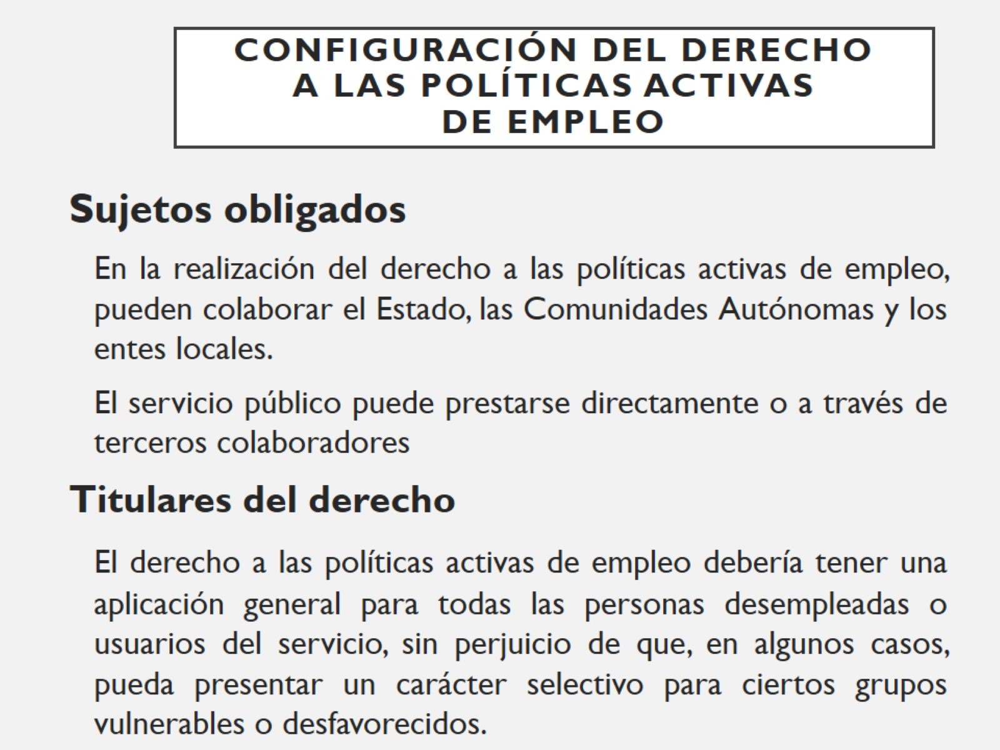 CONFIGURACIÓN DEL DERECHO
A LAS POLÍTICAS ACTIVAS
DE EMPLEO
Sujetos obligados
En la realización del derecho a las políticas activas de empleo,
pueden colaborar el Estado, las Comunidades Autónomas y los
entes locales.
El servicio público puede prestarse directamente o a través de
terceros colaboradores
Titulares del derecho
El derecho a las políticas activas de empleo debería tener una
aplicación general para todas las personas desempleadas o
usuarios del servicio, sin perjuicio de que, en algunos casos,
pueda presentar un carácter selectivo para ciertos grupos
vulnerables o desfavorecidos.